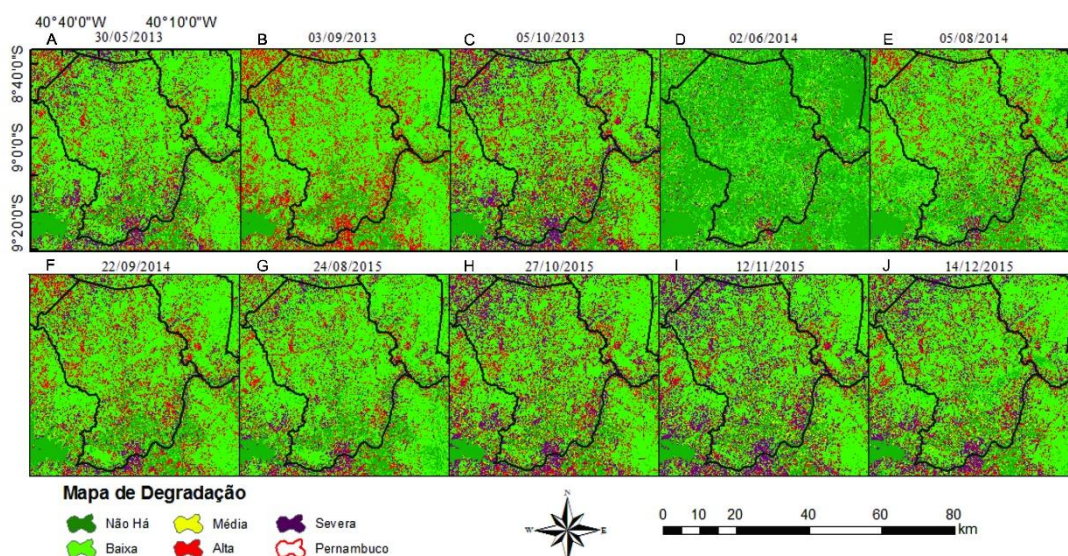 40°40'0"W 40°10'0"W
A 30/05/2013
B 03/09/2013
C 05/10/2013
D 02/06/2014
E 05/08/2014
8°40'0"S
9°0'0"S
9°20'0"S
F 22/09/2014
G 24/08/2015
H 27/10/2015
I 12/11/2015
J 14/12/2015
Mapa de Degradação
Não Há Média Severa
Baixa Alta Pernambuco
N
W E
S
0 5 10 20 40 60 80
km